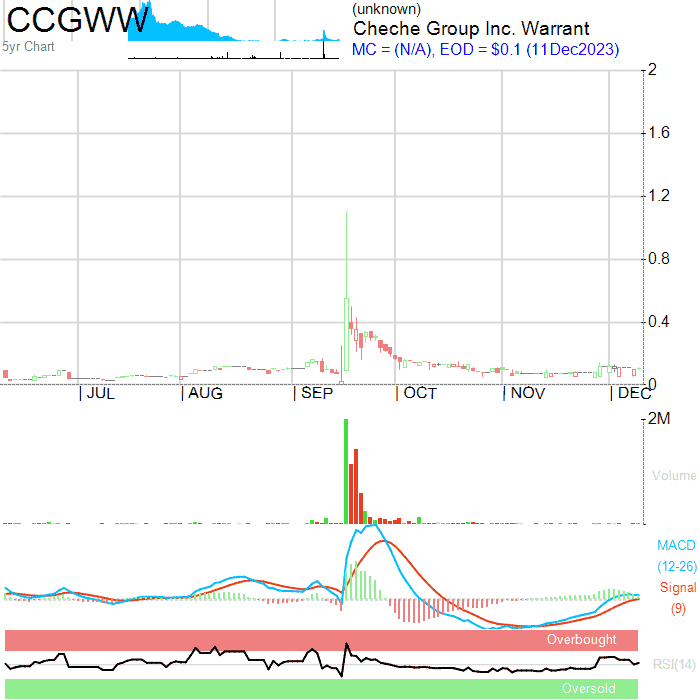 CCGWW
(unknown)
Cheche Group Inc. Warrant
5yr Chart
MC = (N/A), EOD = $0.1 (11Dec2023)
2
1.6
1.2
0.8
0.4
0
JUL AUG SEP OCT NOV DEC
2M
Volume
MACD
(12-26)
Signal
(9)
Overbought
RSI(14)
Oversold